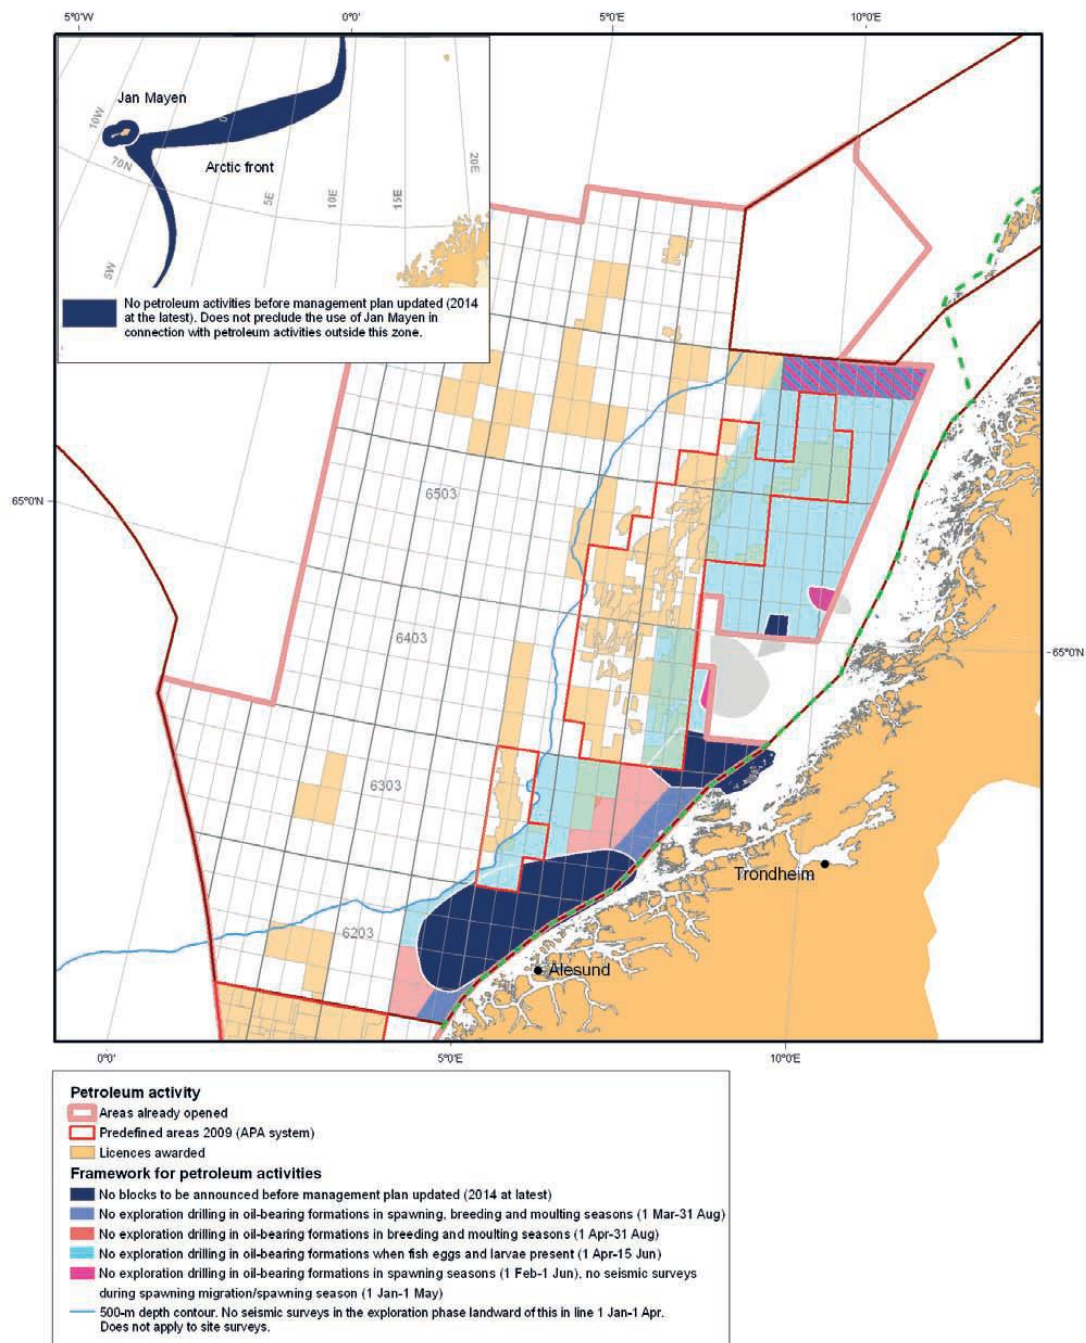 5°0'W
0°0'
5°0'E
10°0'E
Jan Mayen
10W
0
70N
Arctic front
20E
5E
10E
15E
5W
No petroleum activities before management plan updated (2014
at the latest). Does not preclude the use of Jan Mayen in
connection with petroleum activities outside this zone.
65°0'N
6503
6403
65°0'N
6303
Trondheim
6203
Ålesund
0°0'
5°0'E
10°0'E
Petroleum activity
Areas already opened
Predefined areas 2009 (APA system)
Licences awarded
Framework for petroleum activities
No blocks to be announced before management plan updated (2014 at latest)
No exploration drilling in oil-bearing formations in spawning, breeding and moulting seasons (1 Mar-31 Aug)
No exploration drilling in oil-bearing formations in breeding and moulting seasons (1 Apr-31 Aug)
No exploration drilling in oil-bearing formations when fish eggs and larvae present (1 Apr-15 Jun)
No exploration drilling in oil-bearing formations in spawning seasons (1 Feb-1 Jun), no seismic surveys
during spawning migration/spawning season (1 Jan-1 May)
500-m depth contour. No seismic surveys in the exploration phase landward of this in line 1 Jan-1 Apr.
Does not apply to site surveys.